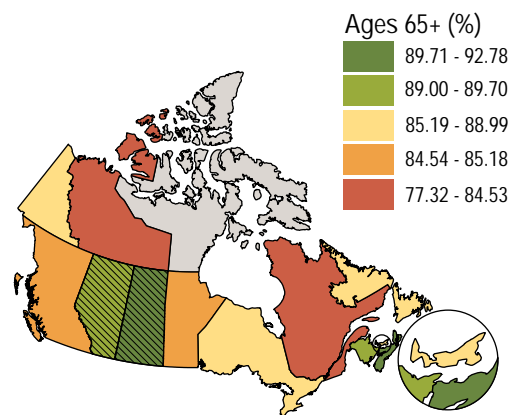 Ages 65+ (%)
89.71 - 92.78
89.00 - 89.70
85.19 - 88.99
84.54 - 85.18
77.32 - 84.53